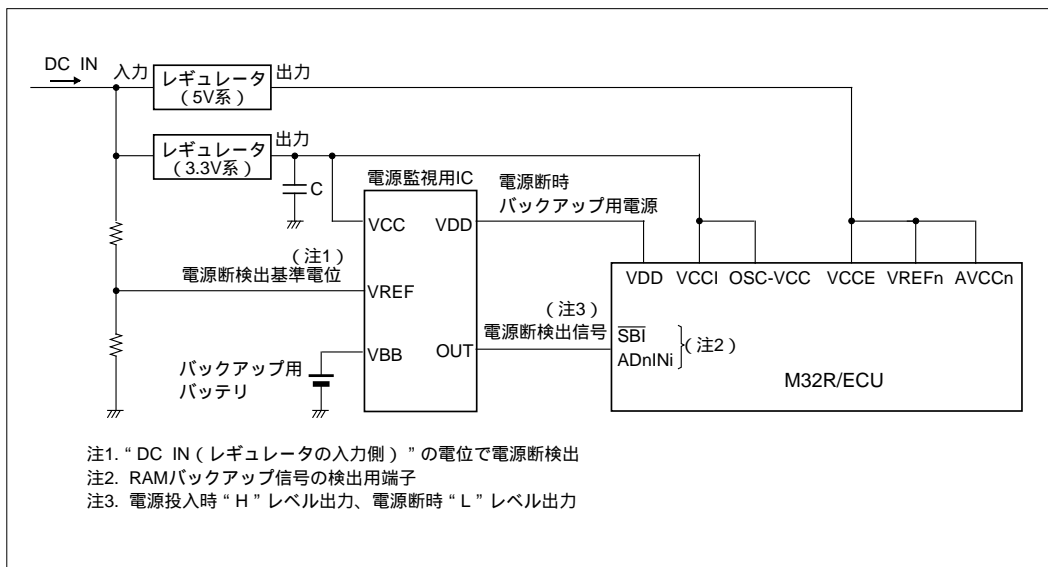 DC IN
入力
レギュレータ
（5V系）
出力
レギュレータ
（3.3V系）
出力
C
電源監視用IC
電源断時
バックアップ用電源
VCC
VDD
（注1）
電源断検出基準電位
VREF
VBB
OUT
バックアップ用
バッテリ
（注3）
電源断検出信号
VDD VCCI OSC-VCC VCCE VREFn AVCCn
SBI
ADnINi
（注2）
M32R/ECU
注1. “ DC IN（レギュレータの入力側）” の電位で電源断検出
注2. RAMバックアップ信号の検出用端子
注3. 電源投入時 “ H ” レベル出力、電源断時 “ L ” レベル出力